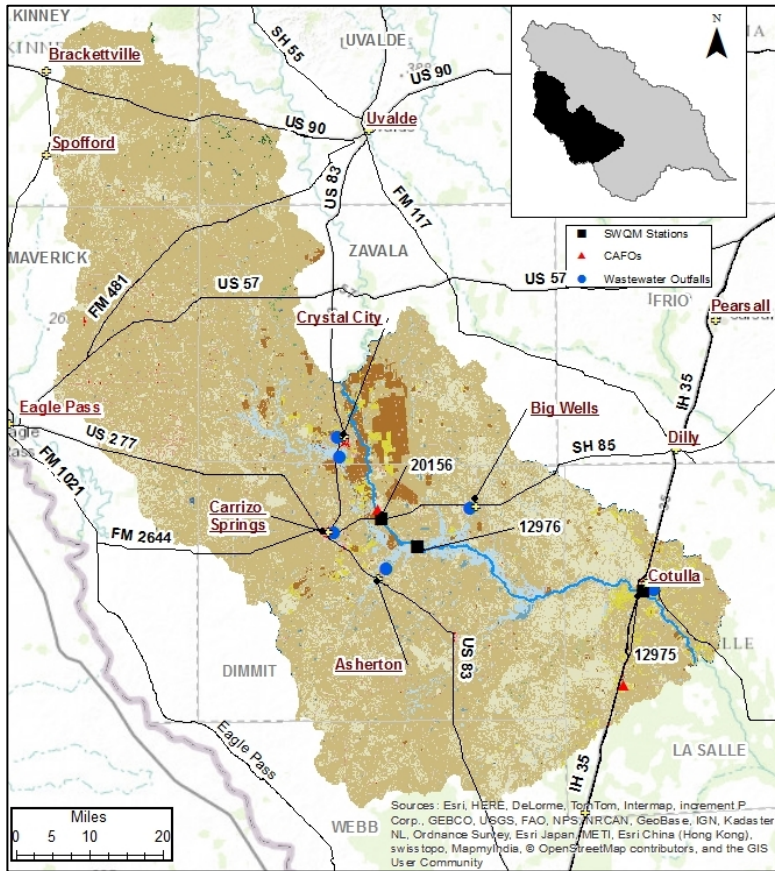 KINNEY
KINNE
Brackettville
SH 55
UVALDE
N
US 90
Spofford
US 90
Uvalde
US 83
FM 117
SWQM Stations
CAFOs
Wastewater Outfalls
MAVERICK
ZAVALA
FM 481
US 57
US 57
FRIO
Pearsall
Crystal City
Eagle Pass
Pass
US 277
FM 1021
Big Wells
IH 35
Dilly
SH 85
20156
Carrizo
Springs
12976
FM 2644
35
Cotulla
Asherton
US 83
12975
DIMMIT
Eagle Pass
LA SALLE
IH 35
Miles
0 5 10 20
WEBB
Sources: Esri, HERE, DeLorme, TomTom, Intermap, increment P
Corp., GEBCO, USGS, FAO, NPS, NRCAN, GeoBase, IGN, Kadaster
NL, Ordnance Survey, Esri Japan, METI, Esri China (Hong Kong),
swisstopo, MapmyIndia, © OpenStreetMap contributors, and the GIS
User Community